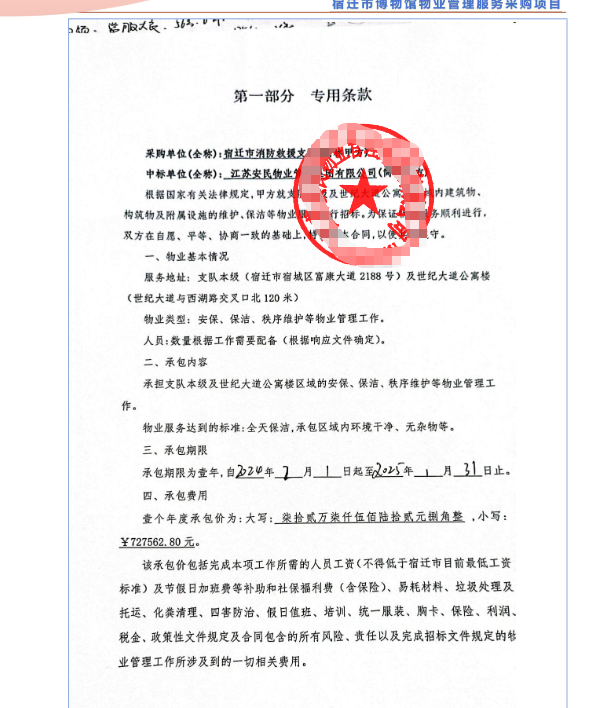 宿迁市博物馆物业管理服务采购项目
第一部分 专用条款
采购单位(全称):宿迁市消防救援支 甲方)
中标单位(全称): 江苏安民物业 有限公司(
根据国家有关法律规定,甲方就支 及世纪大道公寓 内建筑物、
构筑物及附属设施的维护、保洁等物业 行招标。为保证 务顺利进行,
双方在自愿、平等、协商一致的基础上, 本合同,以 守。
一、物业基本情况
服务地址: 支队本级(宿迁市宿城区富康大道 2188 号)及世纪大道公寓楼
(世纪大道与西湖路交叉口北 120 米)
物业类型: 安保、保洁、秩序维护等物业管理工作。
人员:数量根据工作需要配备(根据响应文件确定)。
二、承包内容
承担支队本级及世纪大道公寓楼区域的安保、保洁、秩序维护等物业管理工
作。
物业服务达到的标准:全天保洁,承包区域内环境干净、无杂物等。
三、承包期限
承包期限为壹年,自2024年 2 月 1 日起至2025年 1 月 31 日止。
四、承包费用
壹个年度承包价为:大写: 柒拾贰万柒仟伍佰陆拾贰元捌角整 ,小写:
¥727562.80 元。
该承包价包括完成本项工作所需的人员工资(不得低于宿迁市目前最低工资
标准)及节假日加班费等补助和社保福利费(含保险)、易耗材料、垃圾处理及
托运、化粪清理、四害防治、假日值班、培训、统一服装、胸卡、保险、利润、
税金、政策性文件规定及合同包含的所有风险、责任以及完成招标文件规定的物
业管理工作所涉及到的一切相关费用。